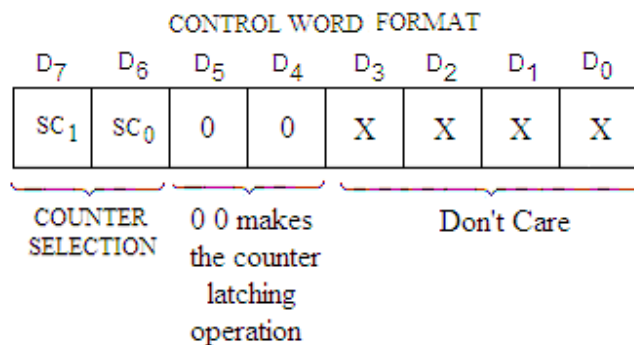 CONTROL WORD FORMAT
D7 D6 D5 D4 D3 D2 D1 D0
SC1 SC0 0 0 X X X X
COUNTER
SELECTION
0 0 makes
the counter
latching
operation
Don't Care